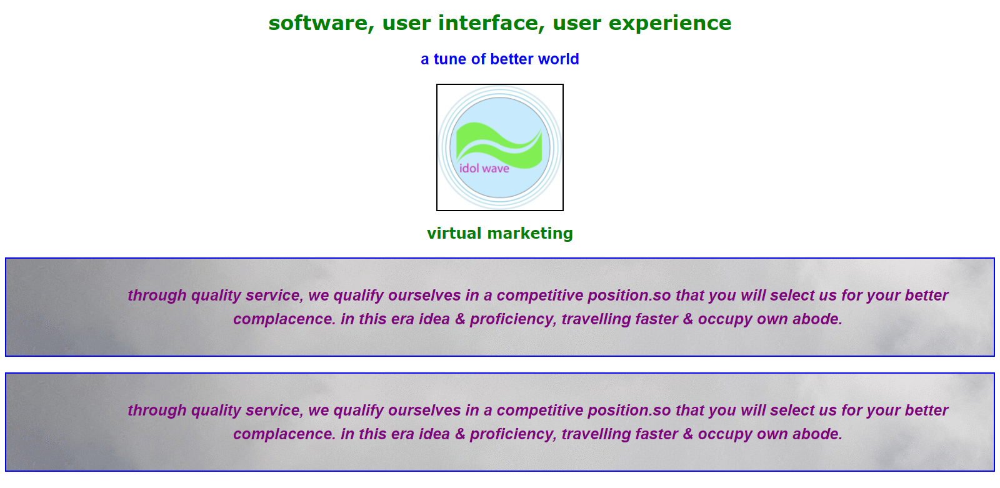 software, user interface, user experience
a tune of better world
idol wave
virtual marketing
through quality service, we qualify ourselves in a competitive position.so that you will select us for your better
complacence. in this era idea & proficiency, travelling faster & occupy own abode.
through quality service, we qualify ourselves in a competitive position.so that you will select us for your better
complacence. in this era idea & proficiency, travelling faster & occupy own abode.